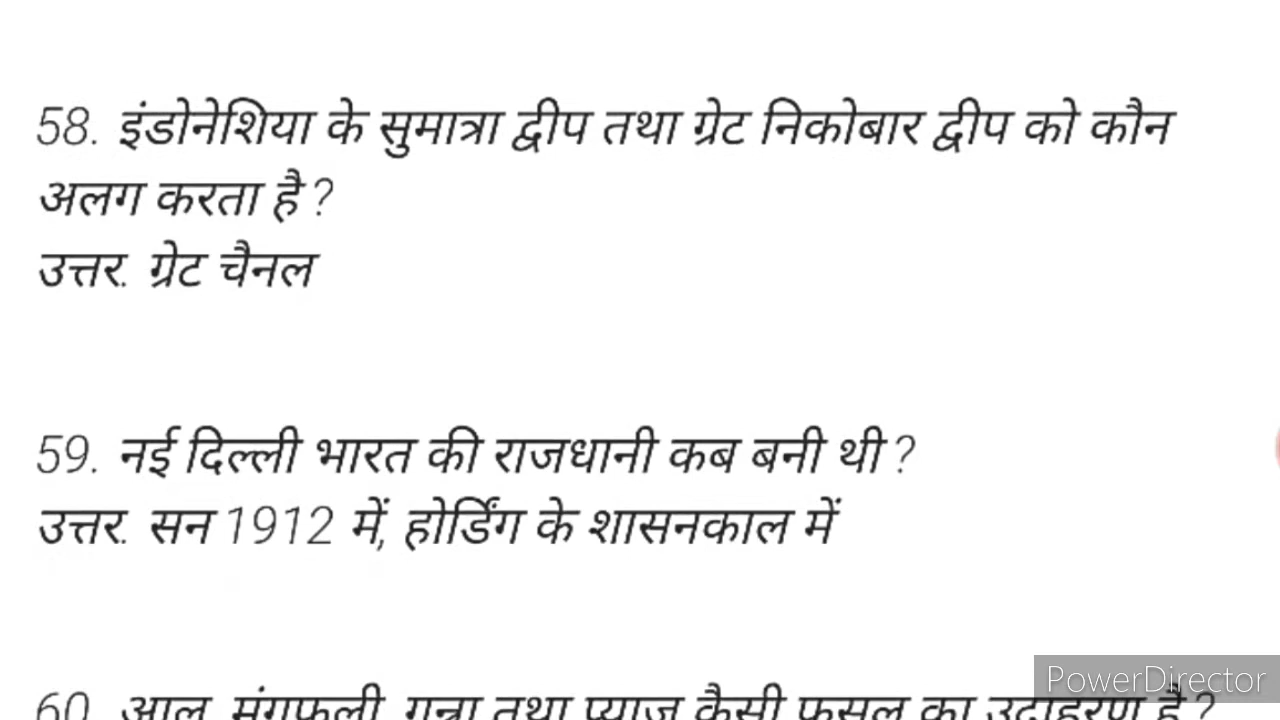 58. इंडोनेशिया के सुमात्रा द्वीप तथा ग्रेट निकोबार द्वीप को कौन
अलग करता है?
उत्तर. ग्रेट चैनल
59. नई दिल्ली भारत की राजधानी कब बनी थी?
उत्तर. सन 1912 में, होर्डिंग के शासनकाल में
60. आलू, मूंगफली, गन्ना तथा प्याज कैसी फसल का उदाहरण है?
PowerDirector